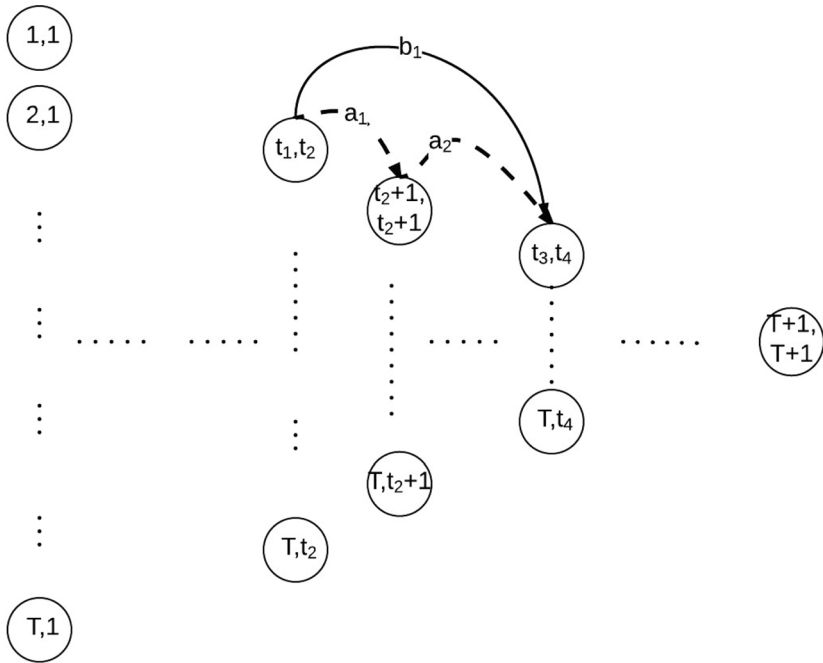 1,1
b₁
2,1
a₁
a₂
t₁,t₂
t₂+1,
t₂+1
t₃,t₄
T+1,
T+1
T,t₄
T,t₂+1
T,t₂
T,1